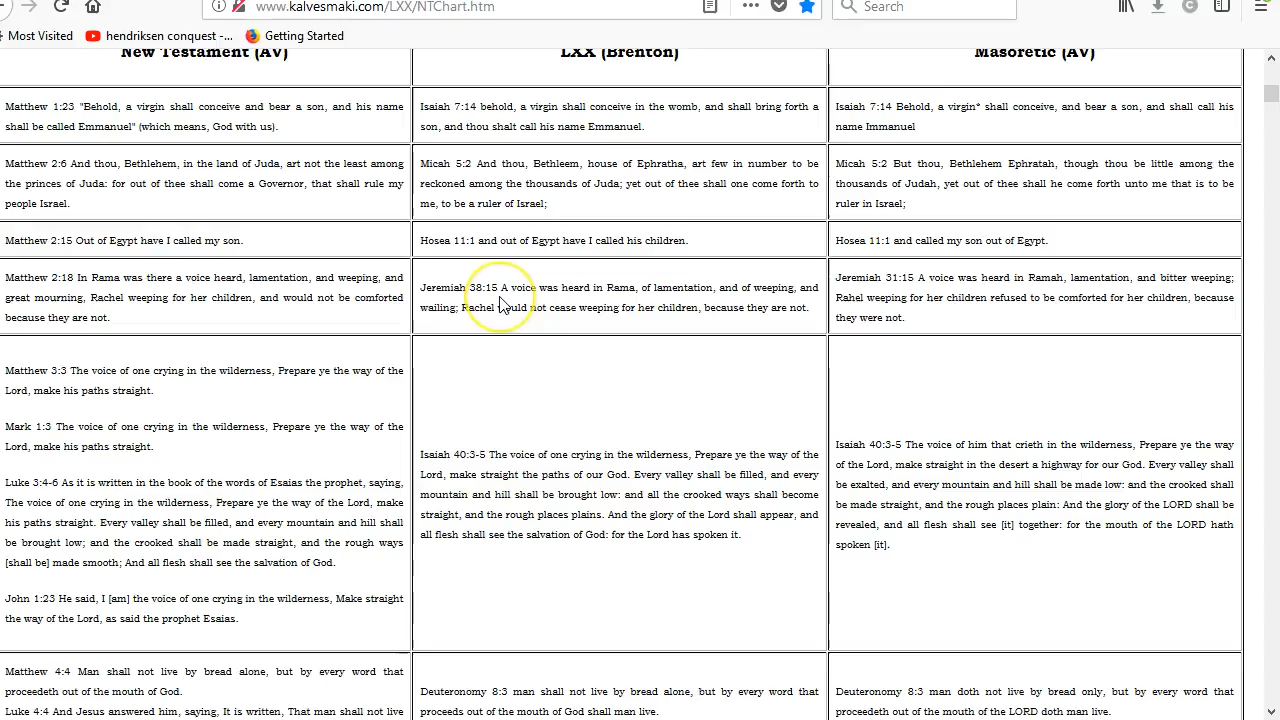 www.kalvesmaki.com/LXX/NTChart.htm
Search
Most Visited
hendriksen conquest -...
Getting Started
New Testament (AV)
LXX (Brenton)
Masoretic (AV)
Matthew 1:23 "Behold, a virgin shall conceive and bear a son, and his name
shall be called Emmanuel" (which means, God with us).
Isaiah 7:14 behold, a virgin shall conceive in the womb, and shall bring forth a
son, and thou shalt call his name Emmanuel.
Isaiah 7:14 Behold, a virgin* shall conceive, and bear a son, and shall call his
name Immanuel
Matthew 2:6 And thou, Bethlehem, in the land of Juda, art not the least among
the princes of Juda: for out of thee shall come a Governor, that shall rule my
people Israel.
Micah 5:2 And thou, Bethleem, house of Ephratha, art few in number to be
reckoned among the thousands of Juda; yet out of thee shall one come forth to
me, to be a ruler of Israel;
Micah 5:2 But thou, Bethlehem Ephratah, though thou be little among the
thousands of Judah, yet out of thee shall he come forth unto me that is to be
ruler in Israel;
Matthew 2:15 Out of Egypt have I called my son.
Hosea 11:1 and out of Egypt have I called his children.
Hosea 11:1 and called my son out of Egypt.
Matthew 2:18 In Rama was there a voice heard, lamentation, and weeping, and
great mourning, Rachel weeping for her children, and would not be comforted
because they are not.
Jeremiah 38:15 A voice was heard in Rama, of lamentation, and of weeping, and
wailing; Rachel would not cease weeping for her children, because they are not.
Jeremiah 31:15 A voice was heard in Ramah, lamentation, and bitter weeping;
Rahel weeping for her children refused to be comforted for her children, because
they were not.
Matthew 3:3 The voice of one crying in the wilderness, Prepare ye the way of the
Lord, make his paths straight.
Mark 1:3 The voice of one crying in the wilderness, Prepare ye the way of the
Lord, make his paths straight.
Luke 3:4-6 As it is written in the book of the words of Esaias the prophet, saying,
The voice of one crying in the wilderness, Prepare ye the way of the Lord, make
his paths straight. Every valley shall be filled, and every mountain and hill shall
be brought low; and the crooked shall be made straight, and the rough ways
[shall be] made smooth; And all flesh shall see the salvation of God.
John 1:23 He said, I [am] the voice of one crying in the wilderness, Make straight
the way of the Lord, as said the prophet Esaias.
Isaiah 40:3-5 The voice of one crying in the wilderness, Prepare ye the way of the
Lord, make straight the paths of our God. Every valley shall be filled, and every
mountain and hill shall be brought low: and all the crooked ways shall become
straight, and the rough places plains. And the glory of the Lord shall appear, and
all flesh shall see the salvation of God: for the Lord has spoken it.
Isaiah 40:3-5 The voice of him that crieth in the wilderness, Prepare ye the way
of the Lord, make straight in the desert a highway for our God. Every valley shall
be exalted, and every mountain and hill shall be made low: and the crooked shall
be made straight, and the rough places plain: And the glory of the LORD shall be
revealed, and all flesh shall see [it] together: for the mouth of the LORD hath
spoken [it].
Matthew 4:4 Man shall not live by bread alone, but by every word that
proceedeth out of the mouth of God.
Luke 4:4 And Jesus answered him, saying, It is written, That man shall not live
Deuteronomy 8:3 man shall not live by bread alone, but by every word that
proceeds out of the mouth of God shall man live.
Deuteronomy 8:3 man doth not live by bread only, but by every word that
proceedeth out of the mouth of the LORD doth man live.